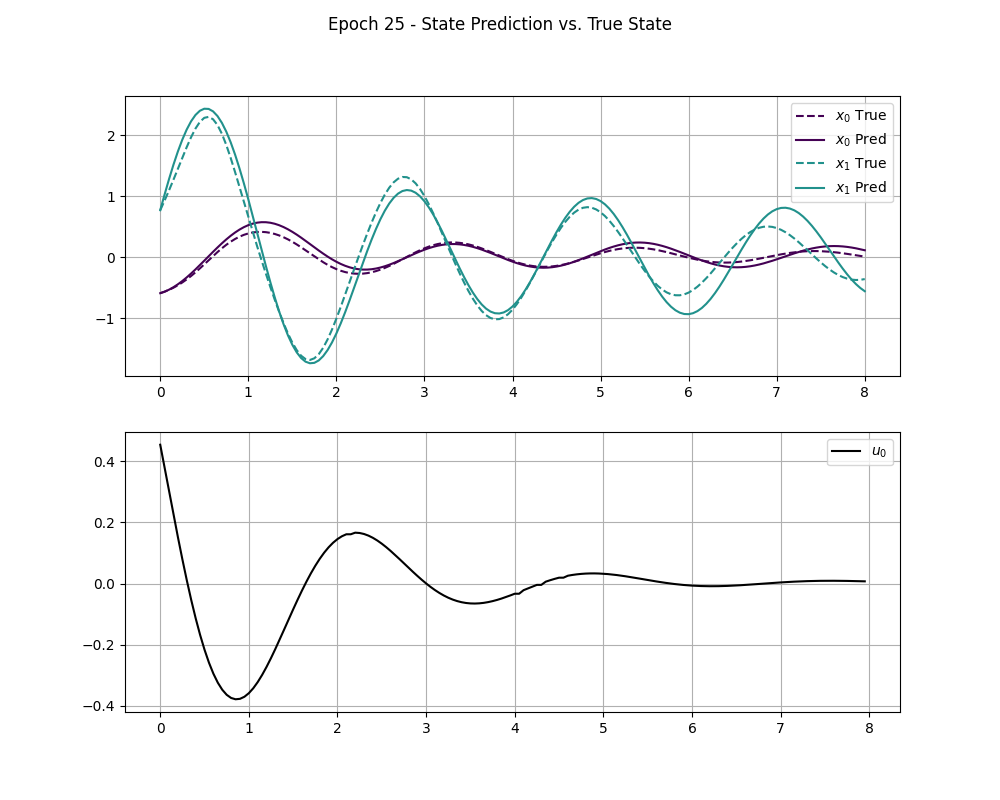 Epoch 25 - State Prediction vs. True State
2
1
0
−1
x₀ True
x₀ Pred
x₁ True
x₁ Pred
0 1 2 3 4 5 6 7 8
0.4
0.2
0.0
−0.2
−0.4
u₀
0 1 2 3 4 5 6 7 8